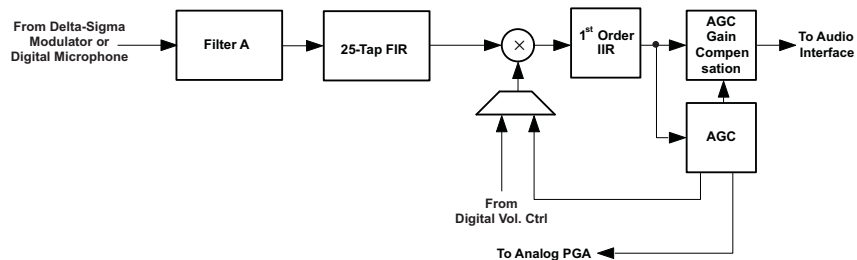 From Delta-Sigma
Modulator or
Digital Microphone
Filter A
25-Tap FIR
×
1st Order
IIR
AGC
Gain
Compen
sation
To Audio
Interface
AGC
From
Digital Vol. Ctrl
To Analog PGA